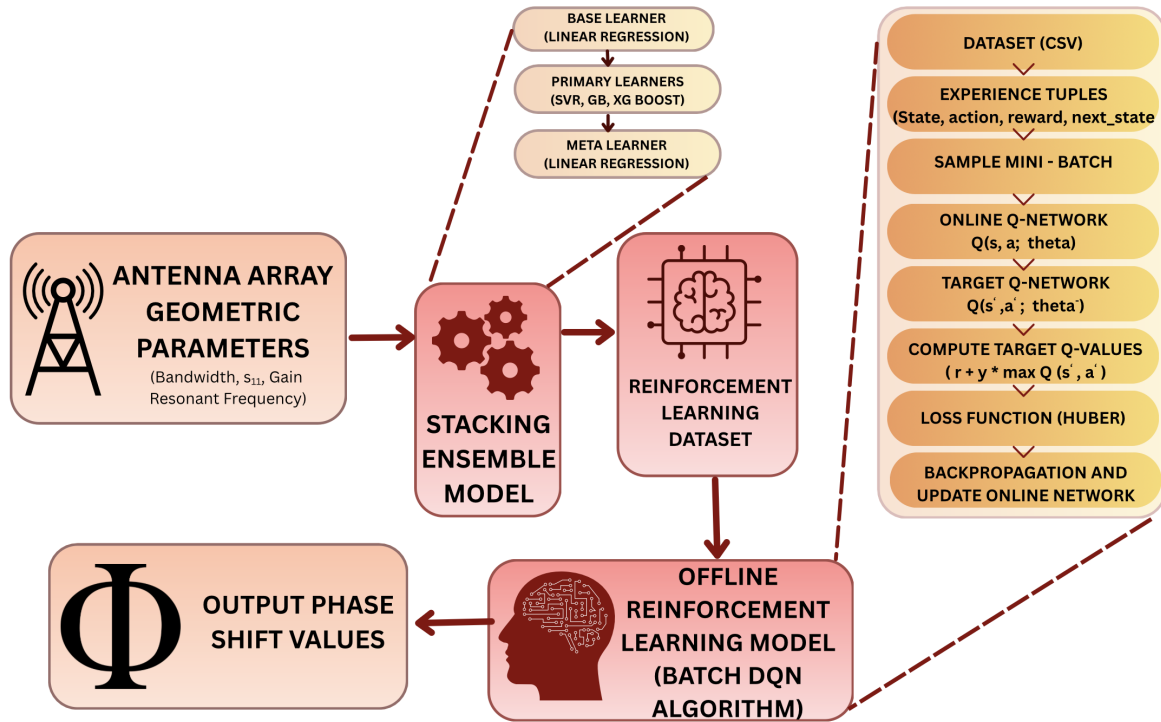 BASE LEARNER
(LINEAR REGRESSION)
PRIMARY LEARNERS
(SVR, GB, XG BOOST)
META LEARNER
(LINEAR REGRESSION)
ANTENNA ARRAY
GEOMETRIC
PARAMETERS
(Bandwidth, s₁₁, Gain
Resonant Frequency)
STACKING
ENSEMBLE
MODEL
REINFORCEMENT
LEARNING
DATASET
OFFLINE
REINFORCEMENT
LEARNING MODEL
(BATCH DQN
ALGORITHM)
Φ
OUTPUT PHASE
SHIFT VALUES
DATASET (CSV)
EXPERIENCE TUPLES
(State, action, reward, next_state
SAMPLE MINI - BATCH
ONLINE Q-NETWORK
Q(s, a; theta)
TARGET Q-NETWORK
Q(s‘,a‘; theta⁻)
COMPUTE TARGET Q-VALUES
( r + y * max Q (s‘, a‘ )
LOSS FUNCTION (HUBER)
BACKPROPAGATION AND
UPDATE ONLINE NETWORK